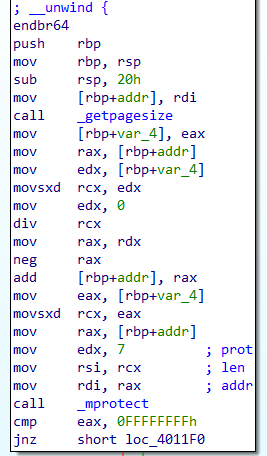 ; __unwind {
endbr64
push rbp
mov rbp, rsp
sub rsp, 20h
mov [rbp+addr], rdi
call _getpagesize
mov [rbp+var_4], eax
mov rax, [rbp+addr]
mov edx, [rbp+var_4]
movsxd rcx, edx
mov edx, 0
div rcx
mov rax, rdx
neg rax
add [rbp+addr], rax
mov eax, [rbp+var_4]
movsxd rcx, eax
mov rax, [rbp+addr]
mov edx, 7 ; prot
mov rsi, rcx ; len
mov rdi, rax ; addr
call _mprotect
cmp eax, 0FFFFFFFFh
jnz short loc_4011F0